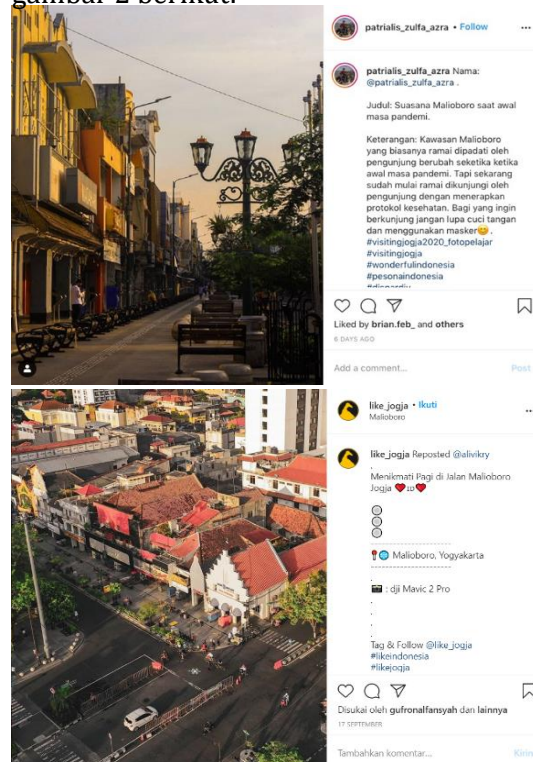 gambar 2 berikut:
patrialis_zulfa_azra • Follow
patrialis_zulfa_azra Nama:
@patrialis_zulfa_azra .
Judul: Suasana Malioboro saat awal
masa pandemi.
Keterangan: Kawasan Malioboro
yang biasanya ramai dipadati oleh
pengunjung berubah seketika ketika
awal masa pandemi. Tapi sekarang
sudah mulai ramai dikunjungi oleh
pengunjung dengan menerapkan
protokol kesehatan. Bagi yang ingin
berkunjung jangan lupa cuci tangan
dan menggunakan masker😊 .
#visitingjogja2020_fotopelajar
#visitingjogja
#wonderfulindonesia
#pesonaindonesia
Liked by brian.feb_ and others
6 DAYS AGO
Add a comment...
Post
like_jogja • Ikuti
Malioboro
like_jogja Reposted @alivikry
.
Menikmati Pagi di Jalan Malioboro
Jogja ❤️🇮🇩❤️
--------------------
📍🌐 Malioboro, Yogyakarta
--------------------
.
📷 : dji Mavic 2 Pro
.
.
.
.
Tag & Follow @like_jogja
#likeindonesia
#likejogja
Disukai oleh gufronalfansyah dan lainnya
17 SEPTEMBER
Tambahkan komentar...
Kirim